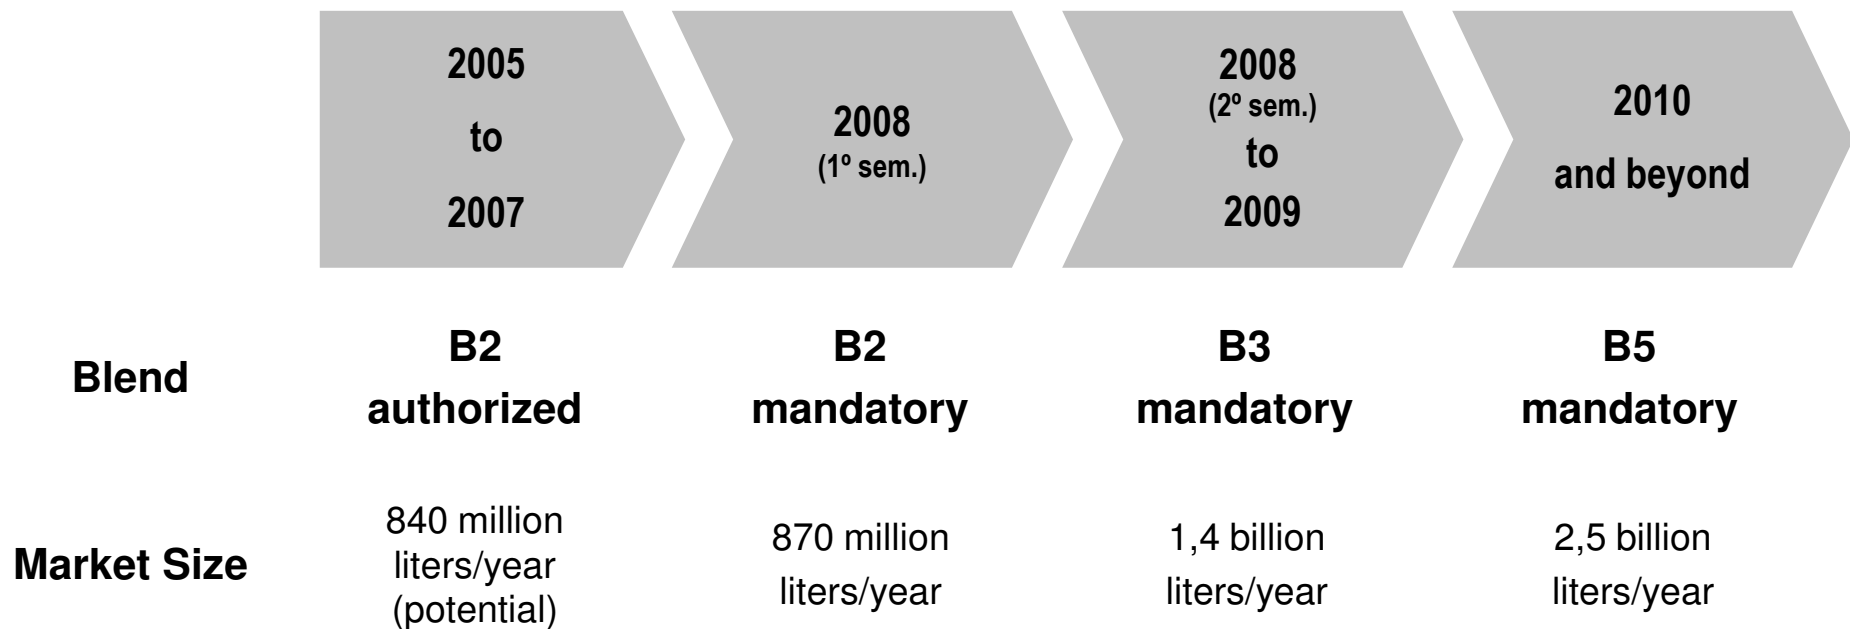 2005
to
2007
2008
(1º sem.)
2008
(2º sem.)
to
2009
2010
and beyond
Blend
B2
authorized
B2
mandatory
B3
mandatory
B5
mandatory
Market Size
840 million
liters/year
(potential)
870 million
liters/year
1,4 billion
liters/year
2,5 billion
liters/year